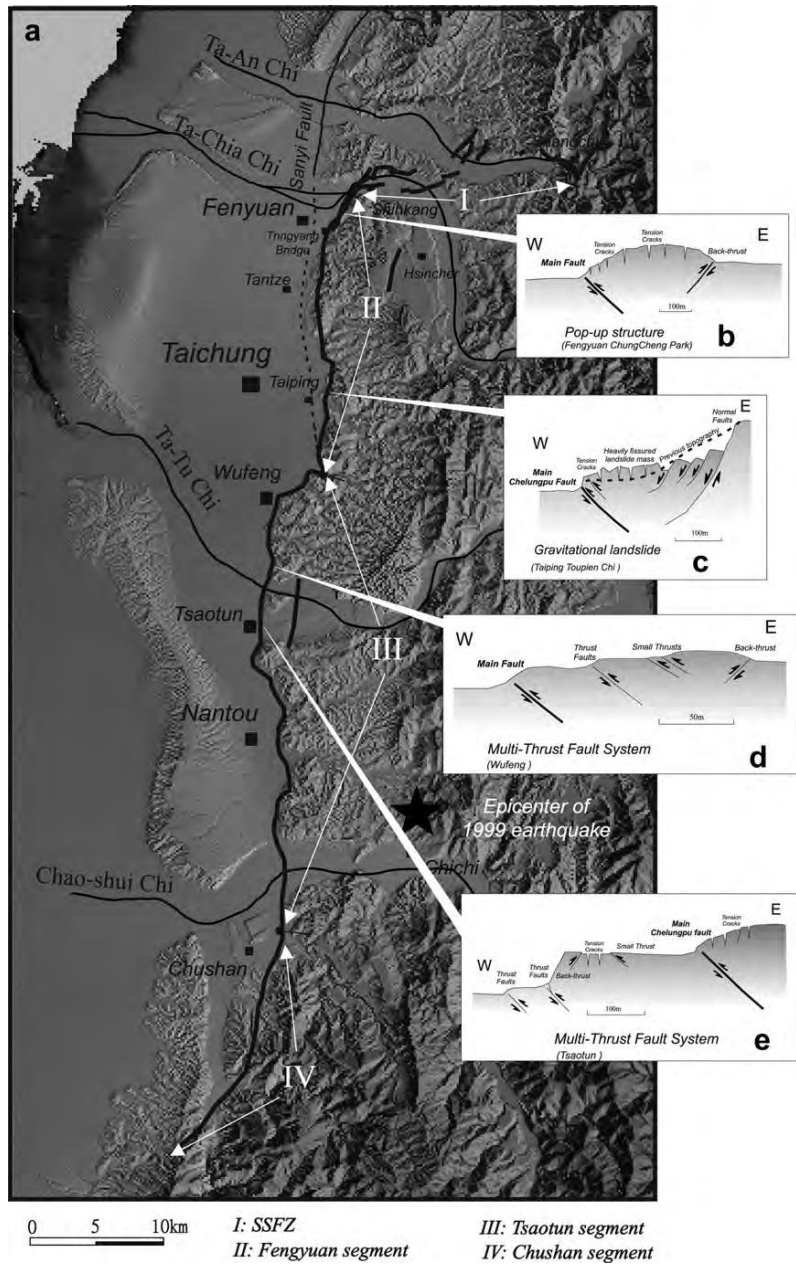 a
Ta-An Chi
Ta-Chia Chi
Sanyi Fault
Fenyuan
Shihkang
I
Tningyang
Bridge
Hsincher
Tantze
II
Taichung
Taiping
Ta-Tu Chi
Wufeng
Tsaotun
III
Nantou
Epicenter of
1999 earthquake
Chichi
Chao-shui Chi
Chushan
IV
W
E
Tension
Cracks
Tension
Cracks
Main Fault
Back-thrust
100m
Pop-up structure
(Fengyuan ChungCheng Park)
b
E
Normal
Faults
W
Previous topography
Heavily fissured
landslide mass
Tension
Cracks
Main
Chelungpu Fault
100m
Gravitational landslide
(Taiping Toupien Chi)
c
W
E
Thrust
Faults
Small Thrusts
Back-thrust
Main Fault
50m
Multi-Thrust Fault System
(Wufeng)
d
E
Main
Chelungpu fault
Tension
Cracks
W
Tension
Cracks
Small Thrust
Thrust
Faults
Thrust
Faults
Back-thrust
100m
Multi-Thrust Fault System
(Tsaotun)
e
0 5 10km
I: SSFZ
II: Fengyuan segment
III: Tsaotun segment
IV: Chushan segment